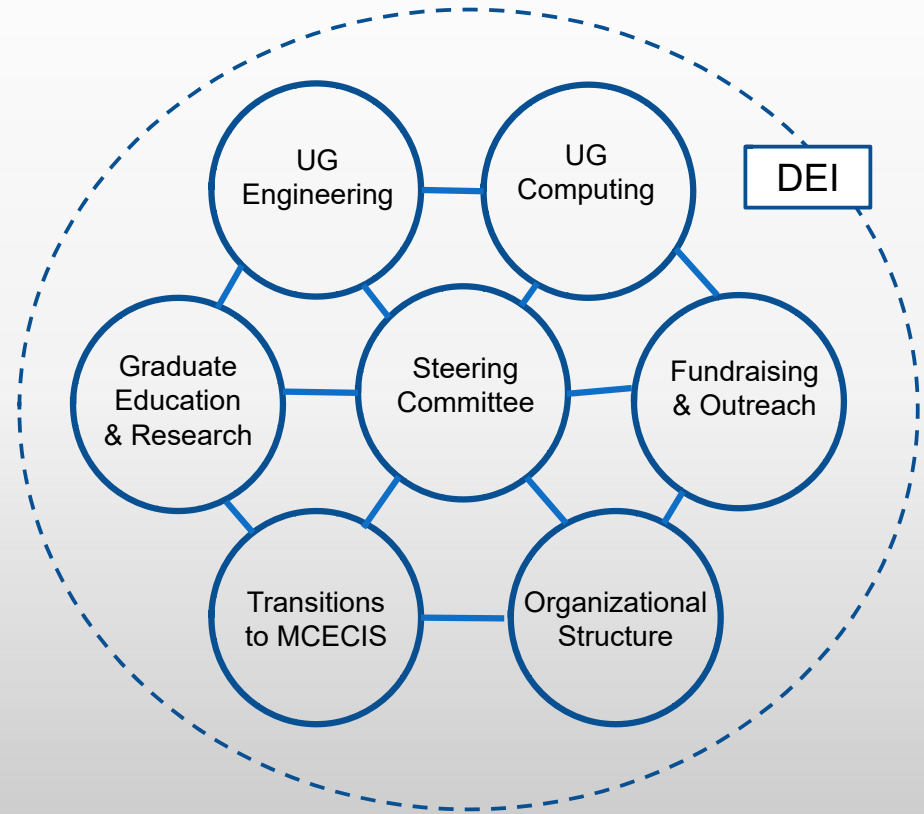 UG
Engineering
UG
Computing
DEI
Graduate
Education
& Research
Steering
Committee
Fundraising
& Outreach
Transitions
to MCECIS
Organizational
Structure